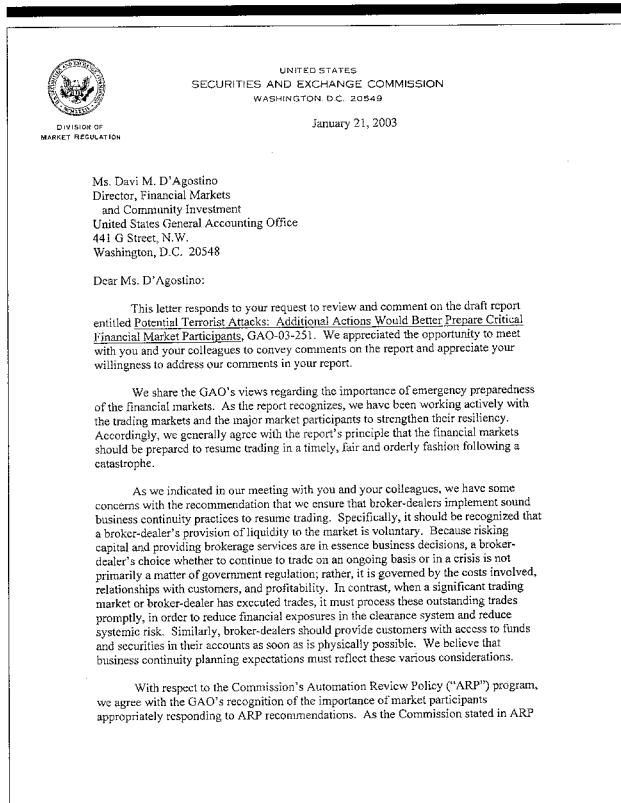 UNITED STATES
SECURITIES AND EXCHANGE COMMISSION
WASHINGTON, D.C. 20549
DIVISION OF
MARKET REGULATION
January 21, 2003
Ms. Davi M. D'Agostino
Director, Financial Markets
and Community Investment
United States General Accounting Office
441 G Street, N.W.
Washington, D.C. 20548
Dear Ms. D'Agostino:
This letter responds to your request to review and comment on the draft report
entitled Potential Terrorist Attacks: Additional Actions Would Better Prepare Critical
Financial Market Participants, GAO-03-251. We appreciated the opportunity to meet
with you and your colleagues to convey comments on the report and appreciate your
willingness to address our comments in your report.
We share the GAO's views regarding the importance of emergency preparedness
of the financial markets. As the report recognizes, we have been working actively with
the trading markets and the major market participants to strengthen their resiliency.
Accordingly, we generally agree with the report's principle that the financial markets
should be prepared to resume trading in a timely, fair and orderly fashion following a
catastrophe.
As we indicated in our meeting with you and your colleagues, we have some
concerns with the recommendation that we ensure that broker-dealers implement sound
business continuity practices to resume trading. Specifically, it should be recognized that
a broker-dealer's provision of liquidity to the market is voluntary. Because risking
capital and providing brokerage services are in essence business decisions, a broker-
dealer's choice whether to continue to trade on an ongoing basis or in a crisis is not
primarily a matter of government regulation; rather, it is governed by the costs involved,
relationships with customers, and profitability. In contrast, when a significant trading
market or broker-dealer has executed trades, it must process these outstanding trades
promptly, in order to reduce financial exposures in the clearance system and reduce
systemic risk. Similarly, broker-dealers should provide customers with access to funds
and securities in their accounts as soon as is physically possible. We believe that
business continuity planning expectations must reflect these various considerations.
With respect to the Commission's Automation Review Policy ("ARP") program,
we agree with the GAO's recognition of the importance of market participants
appropriately responding to ARP recommendations. As the Commission stated in ARP